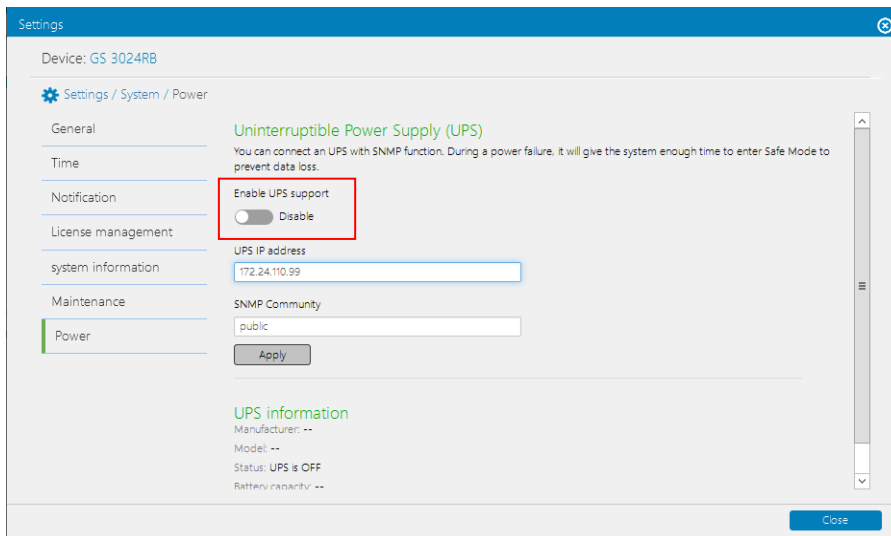 Settings
Device: GS 3024RB
Settings / System / Power
General
Time
Notification
License management
system information
Maintenance
Power
Uninterruptible Power Supply (UPS)
You can connect an UPS with SNMP function. During a power failure, it will give the system enough time to enter Safe Mode to
prevent data loss.
Enable UPS support
Disable
UPS IP address
172.24.110.99
SNMP Community
public
Apply
UPS information
Manufacturer: --
Model: --
Status: UPS is OFF
Battery capacity: --
Close